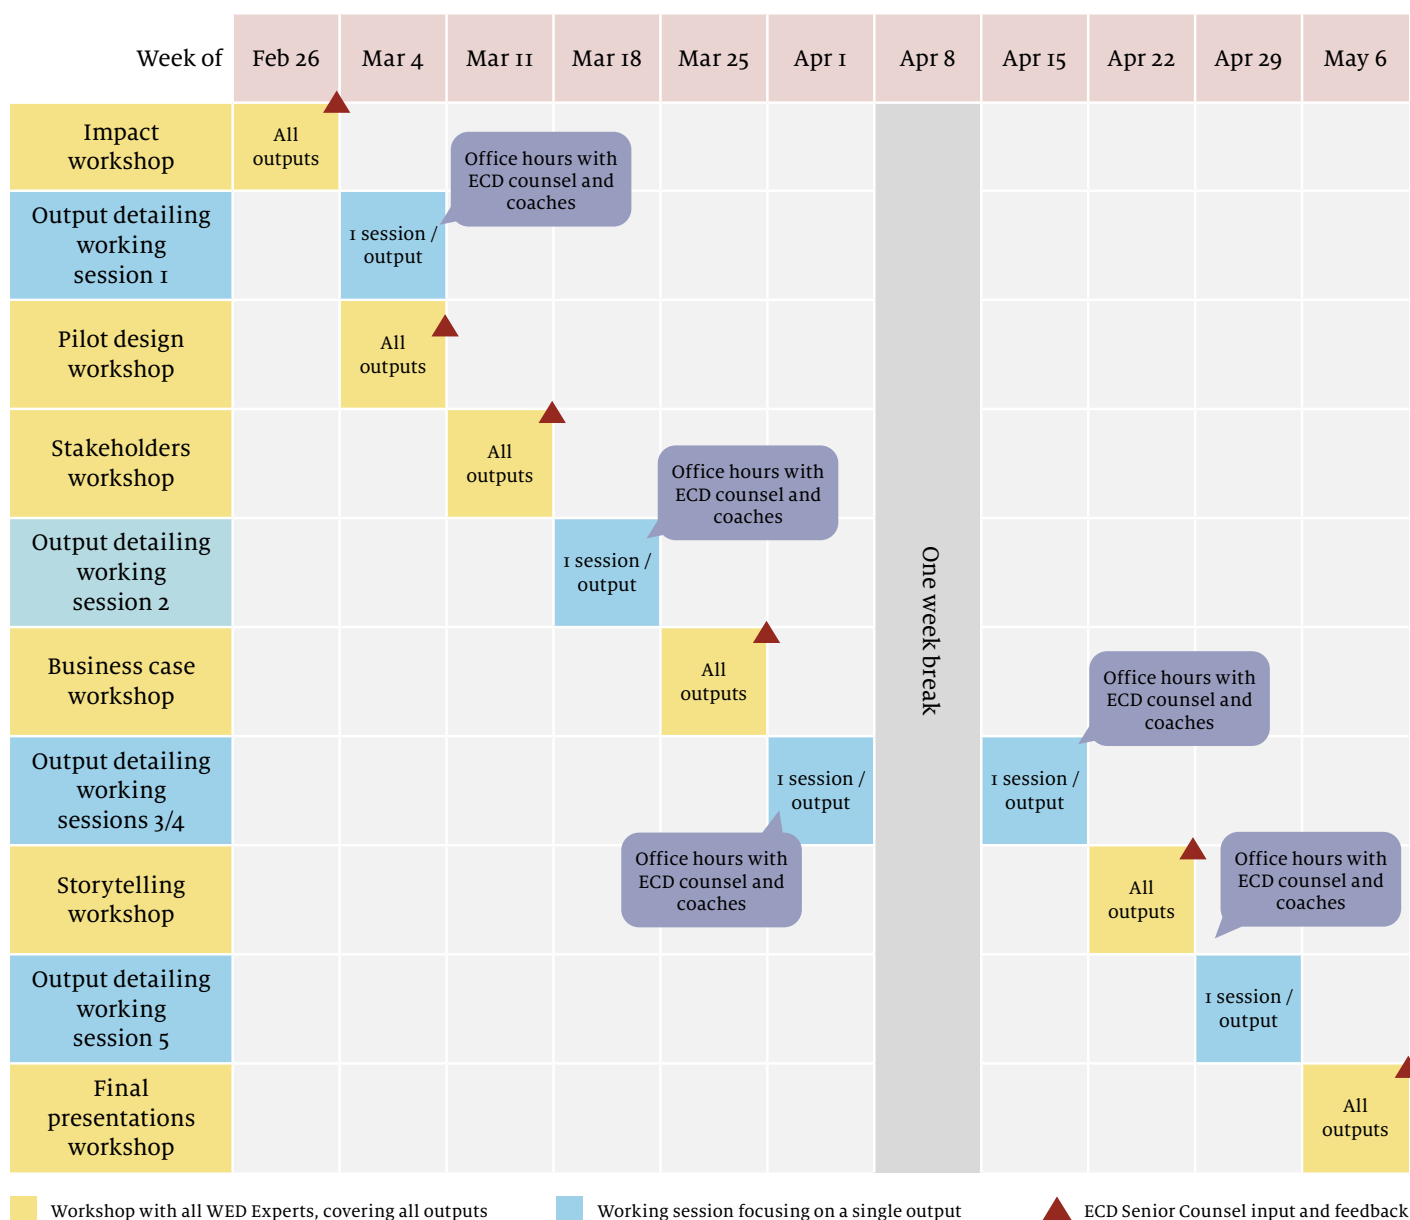 Week of
Feb 26
Mar 4
Mar 11
Mar 18
Mar 25
Apr 1
Apr 8
Apr 15
Apr 22
Apr 29
May 6
Impact
workshop
All
outputs
Office hours with
ECD counsel and
coaches
Output detailing
working
session 1
1 session /
output
Pilot design
workshop
All
outputs
Stakeholders
workshop
All
outputs
Office hours with
ECD counsel and
coaches
Output detailing
working
session 2
1 session /
output
One week break
Business case
workshop
All
outputs
Office hours with
ECD counsel and
coaches
Output detailing
working
sessions 3/4
1 session /
output
1 session /
output
Office hours with
ECD counsel and
coaches
Storytelling
workshop
All
outputs
Office hours with
ECD counsel and
coaches
Output detailing
working
session 5
1 session /
output
Final
presentations
workshop
All
outputs
Workshop with all WED Experts, covering all outputs
Working session focusing on a single output
ECD Senior Counsel input and feedback